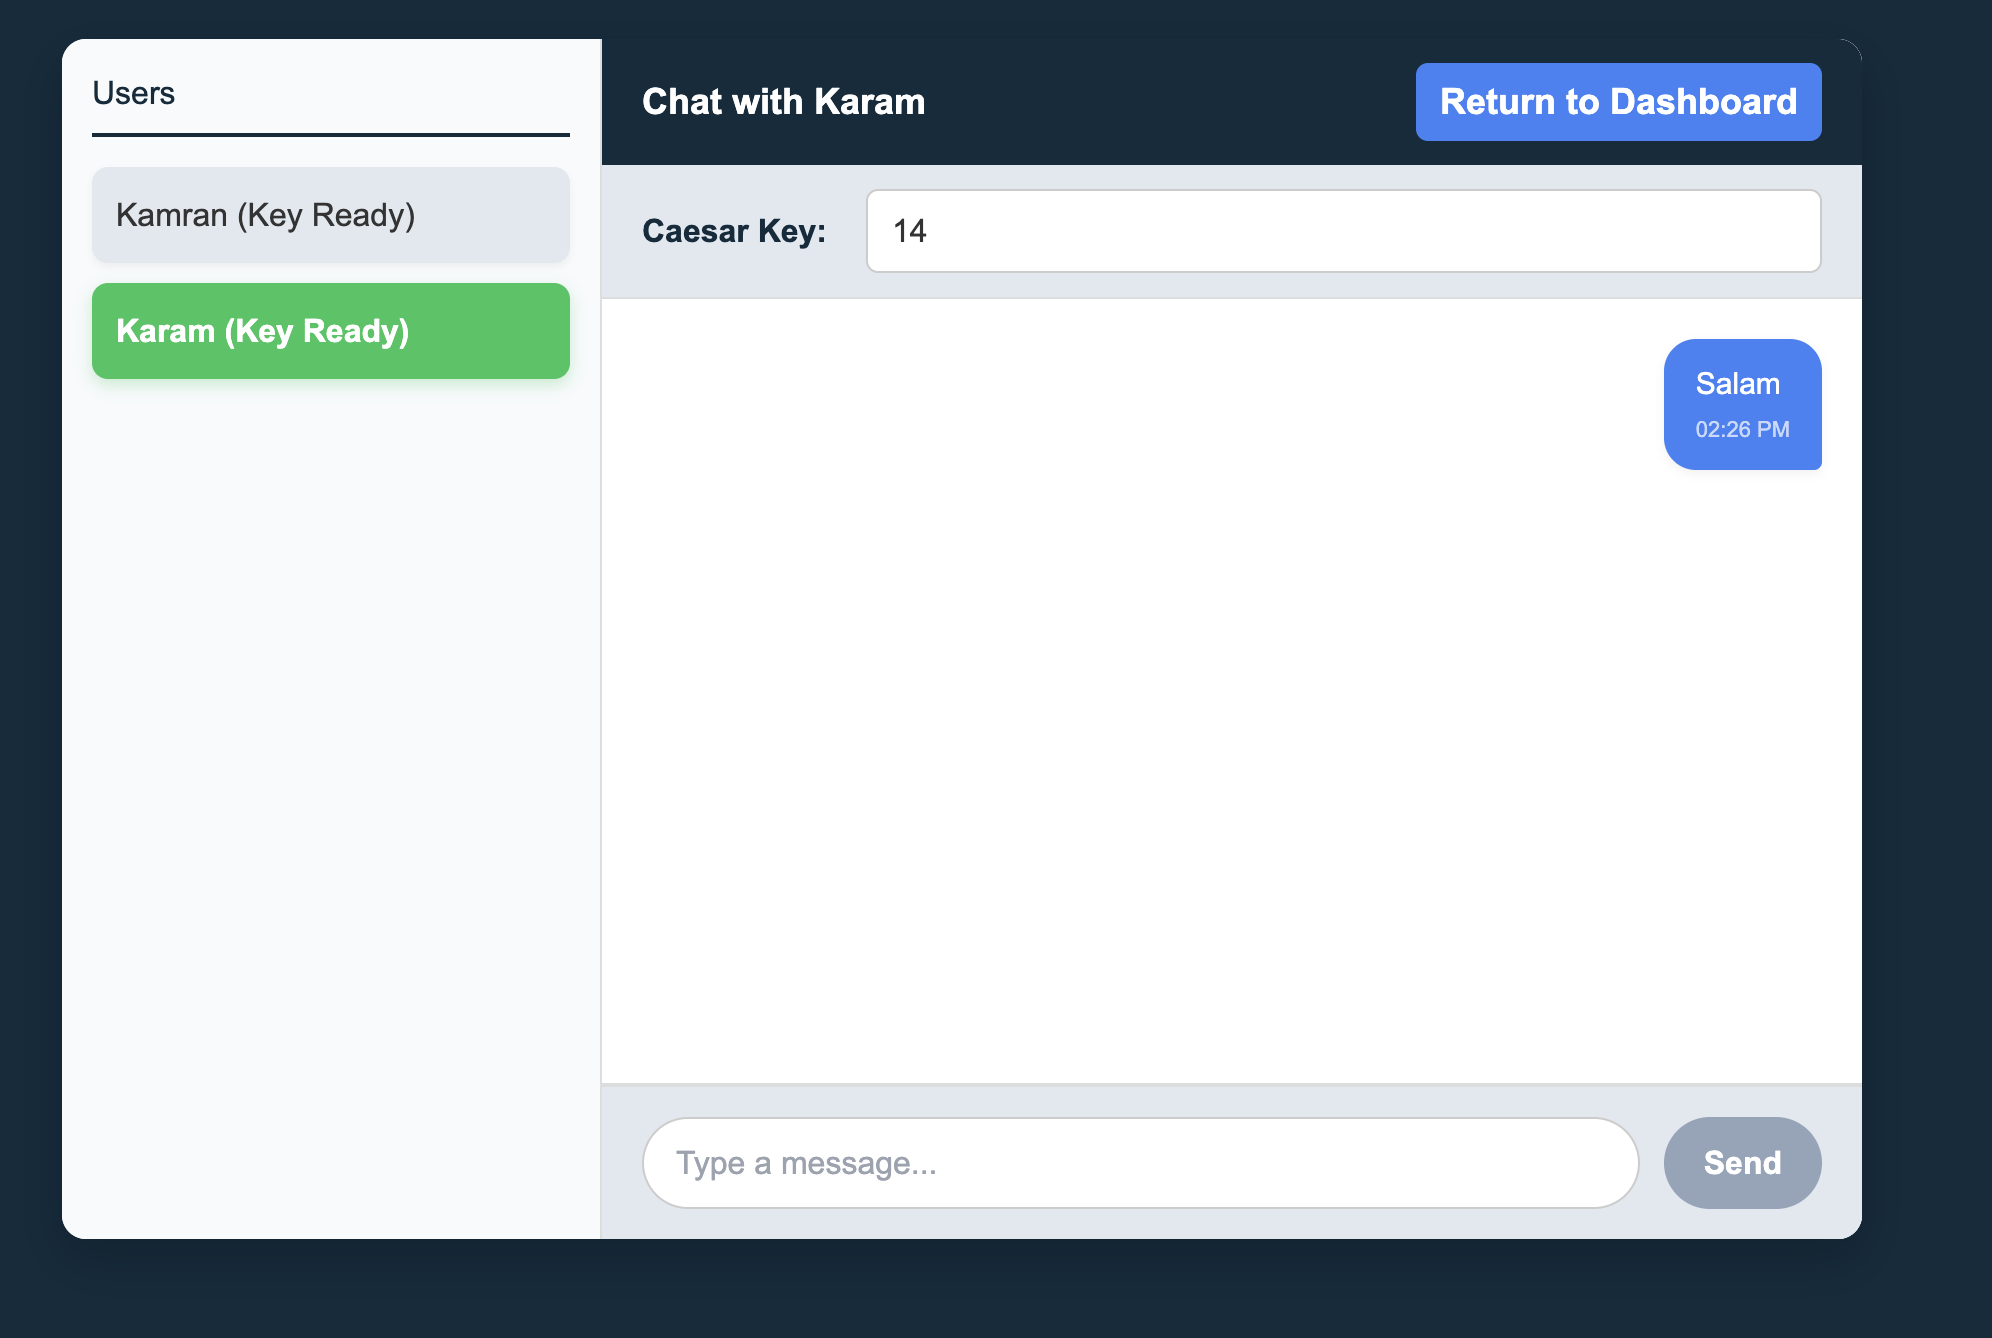 Users
Kamran (Key Ready)
Karam (Key Ready)
Chat with Karam
Return to Dashboard
Caesar Key:
14
Salam
02:26 PM
Type a message...
Send